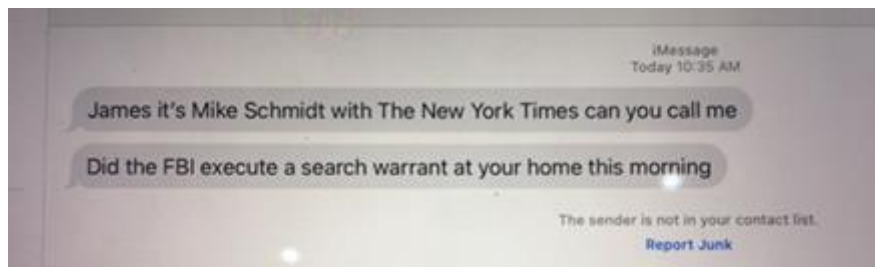 iMessage
Today 10:35 AM
James it's Mike Schmidt with The New York Times can you call me
Did the FBI execute a search warrant at your home this morning
The sender is not in your contact list.
Report Junk